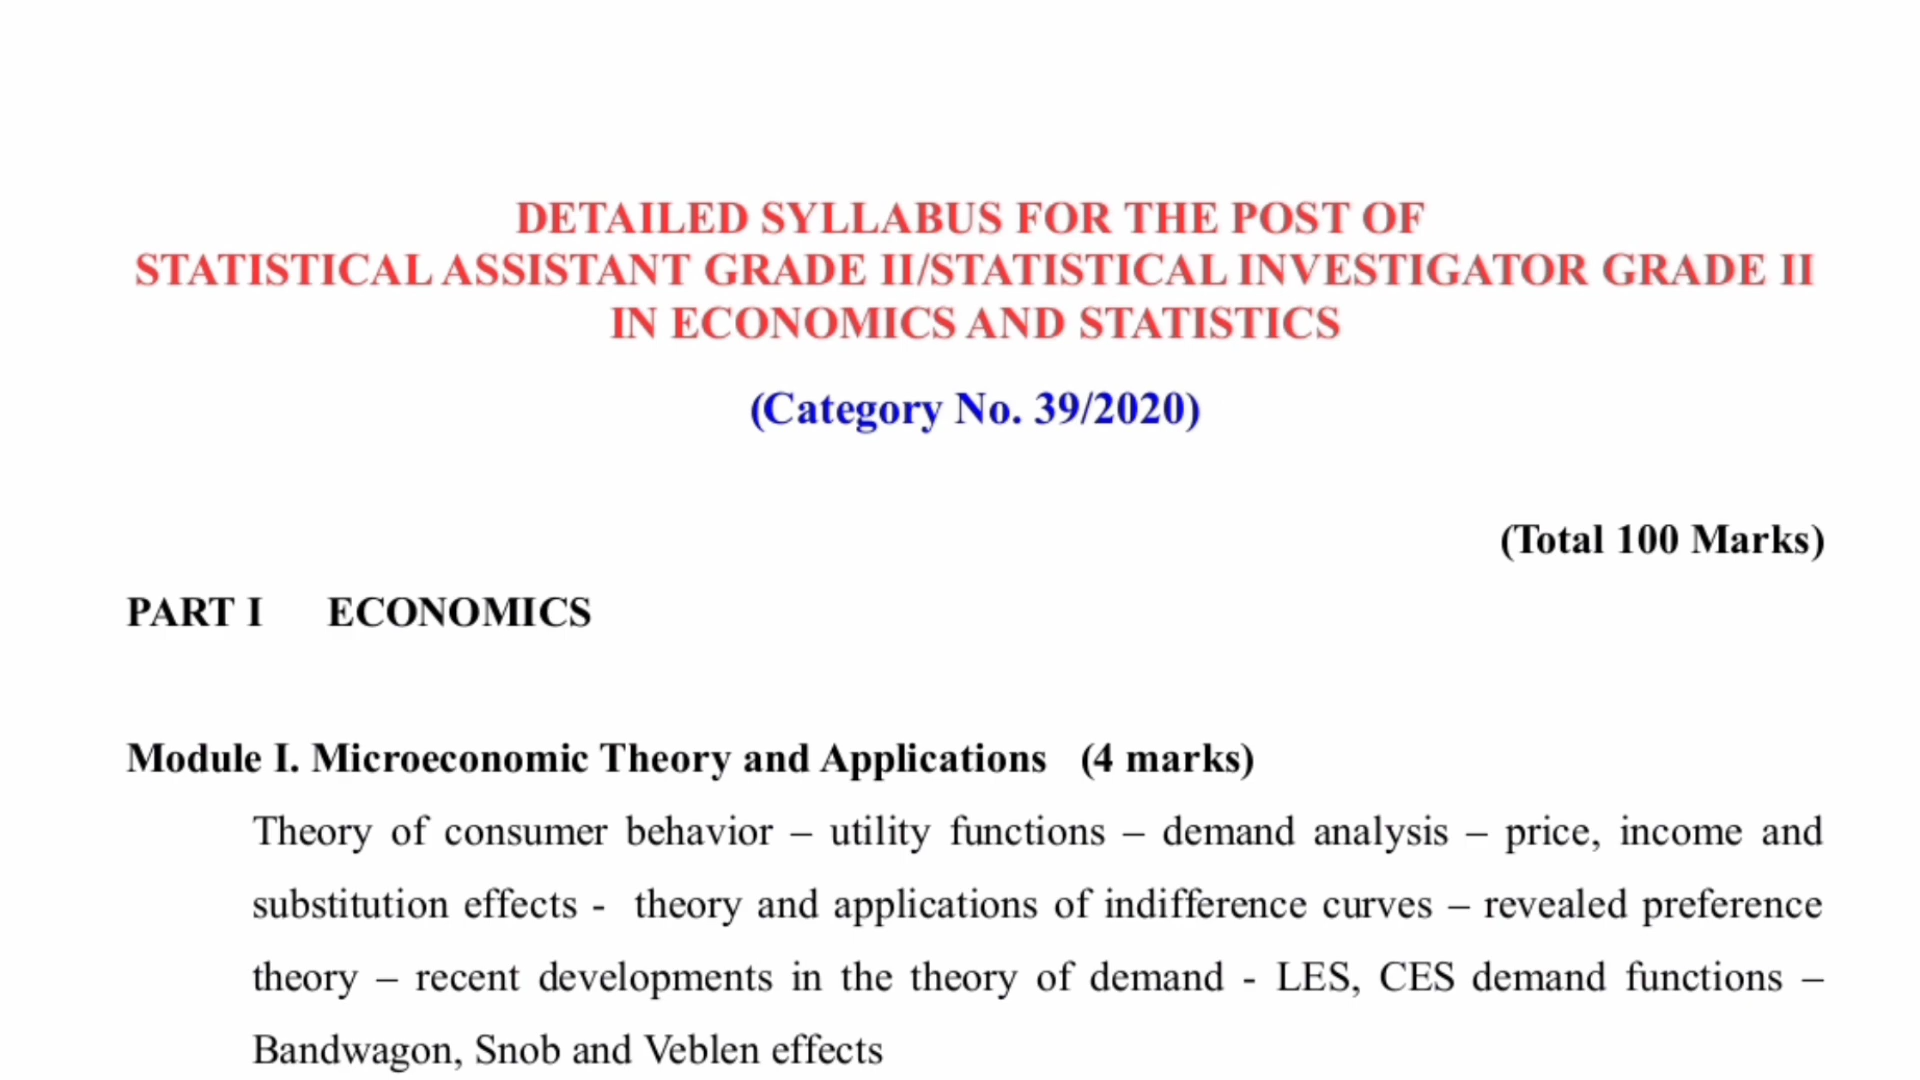 DETAILED SYLLABUS FOR THE POST OF
STATISTICAL ASSISTANT GRADE II/STATISTICAL INVESTIGATOR GRADE II
IN ECONOMICS AND STATISTICS
(Category No. 39/2020)
(Total 100 Marks)
PART I ECONOMICS
Module I. Microeconomic Theory and Applications (4 marks)
Theory of consumer behavior – utility functions – demand analysis – price, income and
substitution effects - theory and applications of indifference curves – revealed preference
theory – recent developments in the theory of demand - LES, CES demand functions –
Bandwagon, Snob and Veblen effects